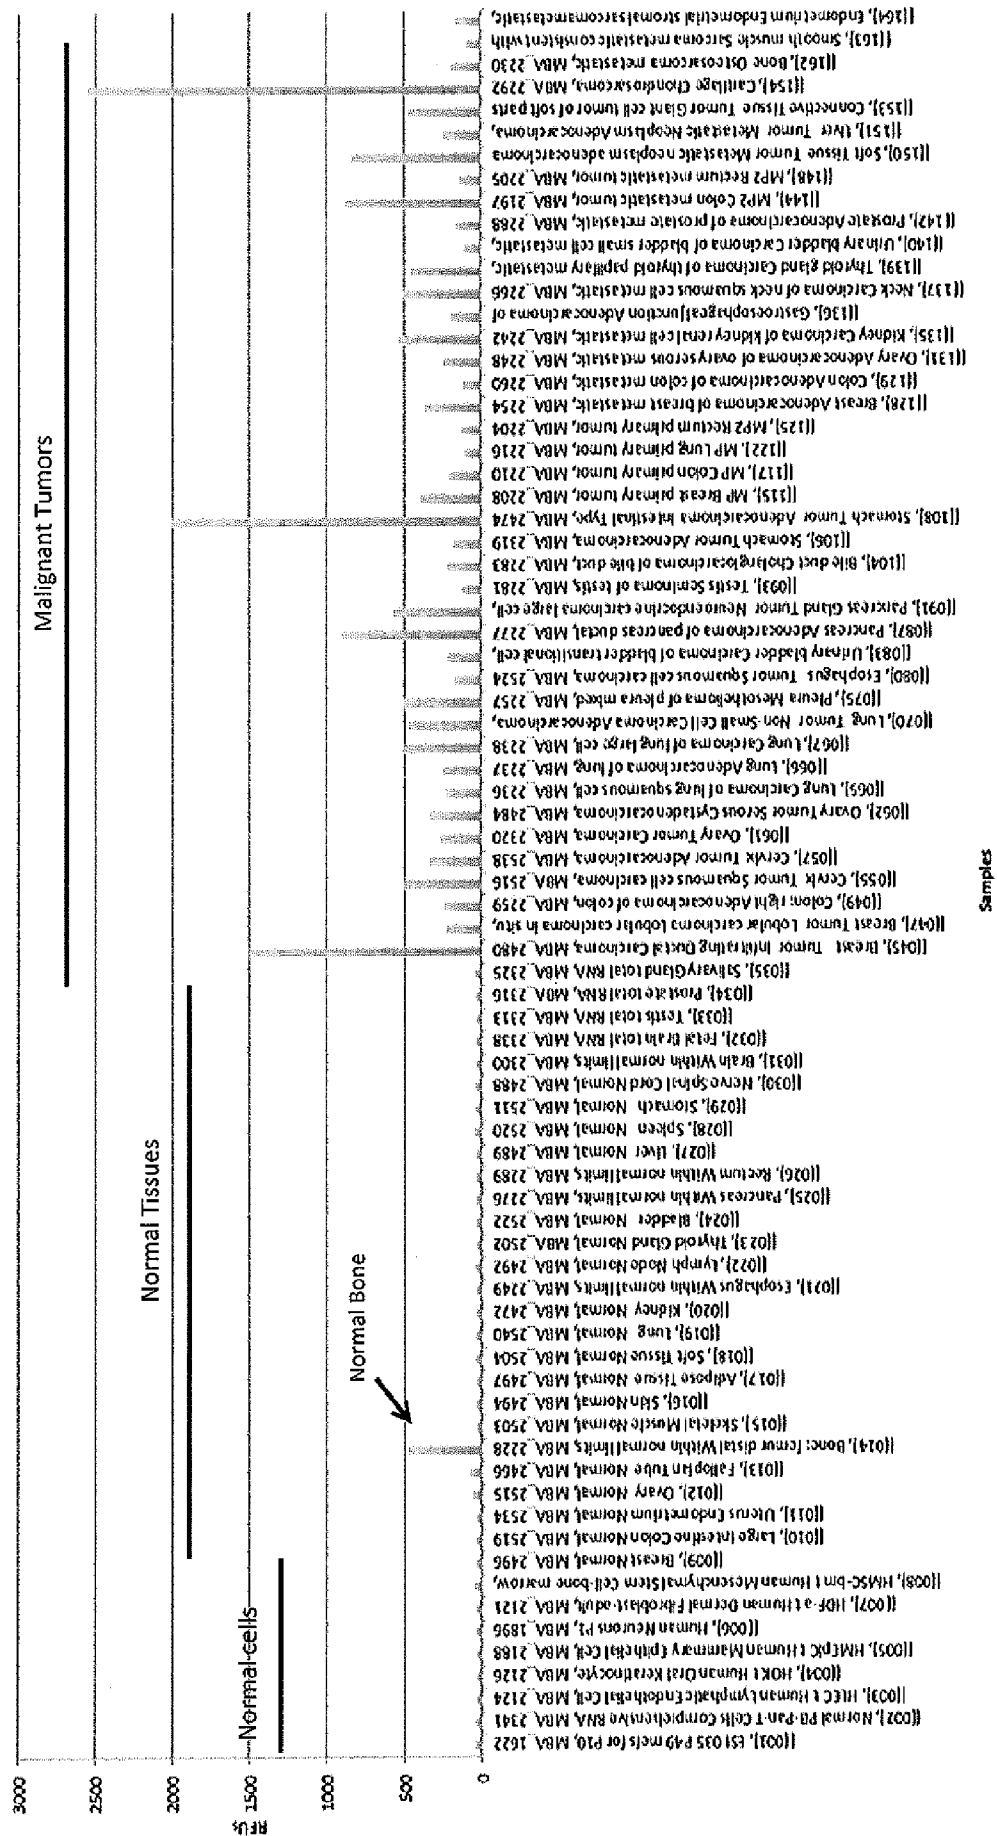 Malignant Tumors
Normal Tissues
Normal Bone
Normal cells
3000
2500
2000
1500
1000
500
0
RFUs
[[001], ESI 035 P49 mels for P10, MBA_1622
[[002], Normal PB-Pan-T-Cells Comprehensive RNA, MBA_2341
[[003], HLEC t Human Lymphatic Endothelial Cell, MBA_2124
[[004], HOK t Human Oral Keratinocyte, MBA_2126
[[005], HMEpiC t Human Mammary Epithelial Cell, MBA_2188
[[006], Human Neurons P1, MBA_1896
[[007], HDF-a t Human Dermal Fibroblast-adult, MBA_2121
[[008], HMSC-bm t Human Mesenchymal Stem Cell-bone marrow,
[[009], Breast Normal, MBA_2496
[[010], Large Intestine Colon Normal, MBA_2519
[[011], Uterus Endometrium Normal, MBA_2534
[[012], Ovary Normal, MBA_2515
[[013], Fallopian Tube Normal, MBA_2466
[[014], Bone: femur distal Within normal limits, MBA_2228
[[015], Skeletal Muscle Normal, MBA_2503
[[016], Skin Normal, MBA_2494
[[017], Adipose Tissue Normal, MBA_2497
[[018], Soft Tissue Normal, MBA_2504
[[019], Lung Normal, MBA_2540
[[020], Kidney Normal, MBA_2472
[[021], Esophagus Within normal limits, MBA_2249
[[022], Lymph Node Normal, MBA_2492
[[023], Thyroid Gland Normal, MBA_2502
[[024], Bladder Normal, MBA_2522
[[025], Pancreas Within normal limits, MBA_2276
[[026], Rectum Within normal limits, MBA_2289
[[027], Liver Normal, MBA_2489
[[028], Spleen Normal, MBA_2520
[[029], Stomach Normal, MBA_2511
[[030], Nerve Spinal Cord Normal, MBA_2488
[[031], Brain Within normal limits, MBA_2300
[[032], Fetal Brain total RNA, MBA_2338
[[033], Testis total RNA, MBA_2313
[[034], Prostate total RNA, MBA_2316
[[035], Salivary Gland total RNA, MBA_2325
[[045], Breast Tumor Infiltrating Ductal Carcinoma, MBA_2480
[[047], Breast Tumor Lobular carcinoma Lobular carcinoma in situ,
[[049], Colon: right Adenocarcinoma of colon, MBA_2259
[[055], Cervix Tumor Squamous cell carcinoma, MBA_2516
[[057], Cervix Tumor Adenocarcinoma, MBA_2538
[[061], Ovary Tumor Carcinoma, MBA_2320
[[062], Ovary Tumor Serous Cystadenocarcinoma, MBA_2484
[[065], Lung Carcinoma of lung squamous cell, MBA_2236
[[066], Lung Adenocarcinoma of lung, MBA_2237
[[067], Lung Carcinoma of lung large cell, MBA_2238
[[070], Lung Tumor Non-Small Cell Carcinoma Adenocarcinoma,
[[075], Pleura Mesothelioma of pleura mixed, MBA_2257
[[080], Esophagus Tumor Squamous cell carcinoma, MBA_2524
[[083], Urinary bladder Carcinoma of bladder transitional cell,
[[087], Pancreas Adenocarcinoma of pancreas ductal, MBA_2277
[[091], Pancreas Gland Tumor Neuroendocrine carcinoma large cell,
[[093], Testis Seminoma of testis, MBA_2281
[[104], Bile duct Cholangiocarcinoma of bile duct, MBA_2283
[[106], Stomach Tumor Adenocarcinoma, MBA_2319
[[108], Stomach Tumor Adenocarcinoma Intestinal Type, MBA_2474
[[115], MP Breast primary tumor, MBA_2208
[[117], MP Colon primary tumor, MBA_2210
[[122], MP Lung primary tumor, MBA_2216
[[125], MP2 Rectum primary tumor, MBA_2204
[[128], Breast Adenocarcinoma of breast metastatic, MBA_2254
[[129], Colon Adenocarcinoma of colon metastatic, MBA_2260
[[131], Ovary Adenocarcinoma of ovary serous metastatic, MBA_2248
[[135], Kidney Carcinoma of kidney renal cell metastatic, MBA_2242
[[136], Gastroesophageal junction Adenocarcinoma of
[[137], Neck Carcinoma of neck squamous cell metastatic, MBA_2266
[[139], Thyroid gland Carcinoma of thyroid papillary metastatic,
[[140], Urinary bladder Carcinoma of bladder small cell metastatic,
[[142], Prostate Adenocarcinoma of prostate metastatic, MBA_2288
[[144], MP2 Colon metastatic tumor, MBA_2197
[[148], MP2 Rectum metastatic tumor, MBA_2205
[[150], Soft Tissue Tumor Metastatic neoplasm adenocarcinoma
[[151], Liver Tumor Metastatic Neoplasm Adenocarcinoma,
[[153], Connective Tissue Tumor Giant cell tumor of soft parts
[[154], Cartilage Chondrosarcoma, MBA_2292
[[162], Bone Osteosarcoma metastatic, MBA_2230
[[163], Smooth muscle Sarcoma metastatic consistent with
[[164], Endometrium Endometrial stromal sarcoma metastatic,
Samples